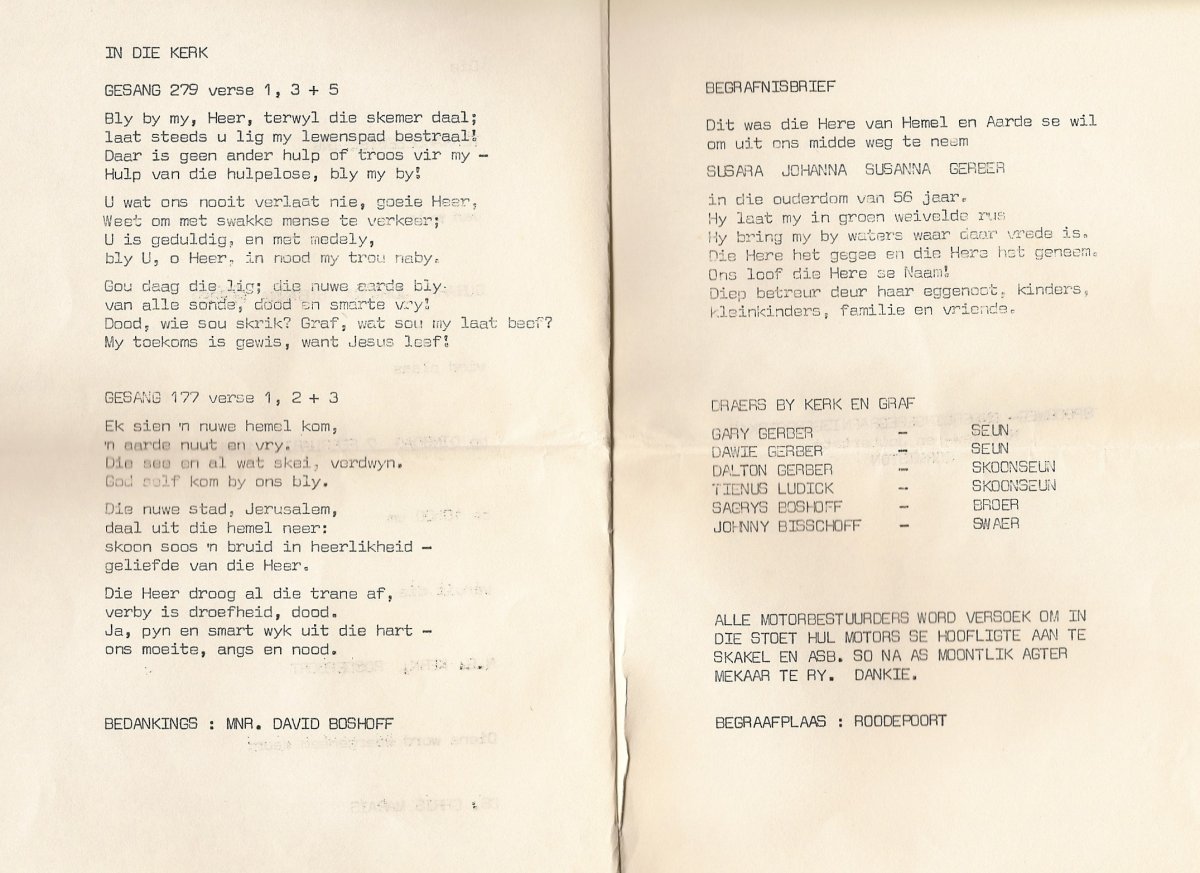 IN DIE KERK
GESANG 279 verse 1, 3 + 5
Bly by my, Heer, terwyl die skemer daal;
laat steeds u lig my lewenspad bestraal!
Daar is geen ander hulp of troos vir my -
Hulp van die hulpelose, bly my by!
U wat ons nooit verlaat nie, goeie Heer,
Weet om met swakke mense te verkeer;
U is geduldig, en met medely,
bly U, o Heer, in nood my trou naby.
Gou daag die lig; die nuwe aarde bly
van alle sonde, dood en smarte vry!
Dood, wie sou skrik? Graf, wat sou my laat beef?
My toekoms is gewis, want Jesus leef!
GESANG 177 verse 1, 2 + 3
Ek sien 'n nuwe hemel kom,
'n aarde nuut en vry.
Die see en al wat skei, verdwyn.
God self kom by ons bly.
Die nuwe stad, Jerusalem,
daal uit die hemel neer:
skoon soos 'n bruid in heerlikheid -
geliefde van die Heer.
Die Heer droog al die trane af,
verby is droefheid, dood.
Ja, pyn en smart wyk uit die hart -
ons moeite, angs en nood.
BEDANKINGS : MNR. DAVID BOSHOFF
BEGRAFNISBRIEF
Dit was die Here van Hemel en Aarde se wil
om uit ons midde weg te neem
SUSARA JOHANNA SUSANNA GERBER
in die ouderdom van 56 jaar.
Hy laat my in groen weivelde rus
Hy bring my by waters waar daar vrede is.
Die Here het gegee en die Here het geneem.
Ons loof die Here se Naam!
Diep betreur deur haar eggenoot, kinders,
kleinkinders, familie en vriende.
DRAERS BY KERK EN GRAF
GARY GERBER - SEUN
DAWIE GERBER - SEUN
DALTON GERBER - SKOONSEUN
TIENUS LUDICK - SKOONSEUN
SAGRYS BOSHOFF - BROER
JOHNNY BISSCHOFF - SWAER
ALLE MOTORBESTUURDERS WORD VERSOEK OM IN
DIE STOET HUL MOTORS SE HOOFLIGTE AAN TE
SKAKEL EN ASB. SO NA AS MOONTLIK AGTER
MEKAAR TE RY. DANKIE.
BEGRAAFPLAAS : ROODEPOORT